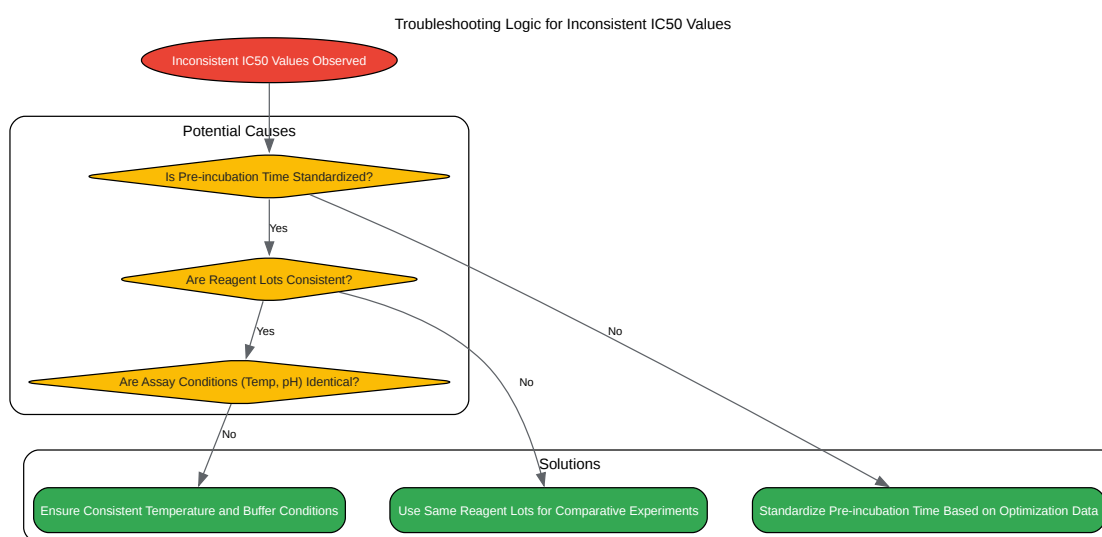 Troubleshooting Logic for Inconsistent IC50 Values
Inconsistent IC50 Values Observed
Potential Causes
Is Pre-incubation Time Standardized?
Yes
Are Reagent Lots Consistent?
Yes
No
Are Assay Conditions (Temp, pH) Identical?
No
No
Solutions
Ensure Consistent Temperature and Buffer Conditions
Use Same Reagent Lots for Comparative Experiments
Standardize Pre-incubation Time Based on Optimization Data